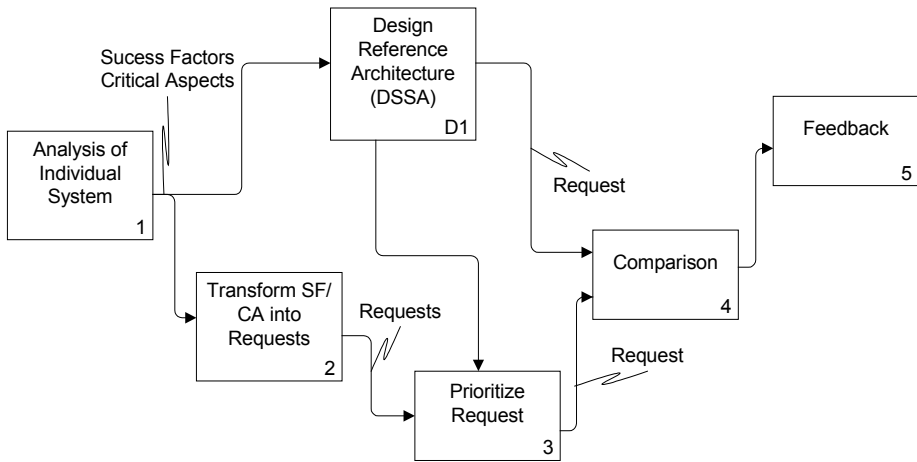 Sucess Factors
Critical Aspects
Analysis of
Individual
System
1
Design
Reference
Architecture
(DSSA)
D1
Request
Feedback
5
Transform SF/
CA into
Requests
2
Requests
Prioritize
Request
3
Request
Comparison
4